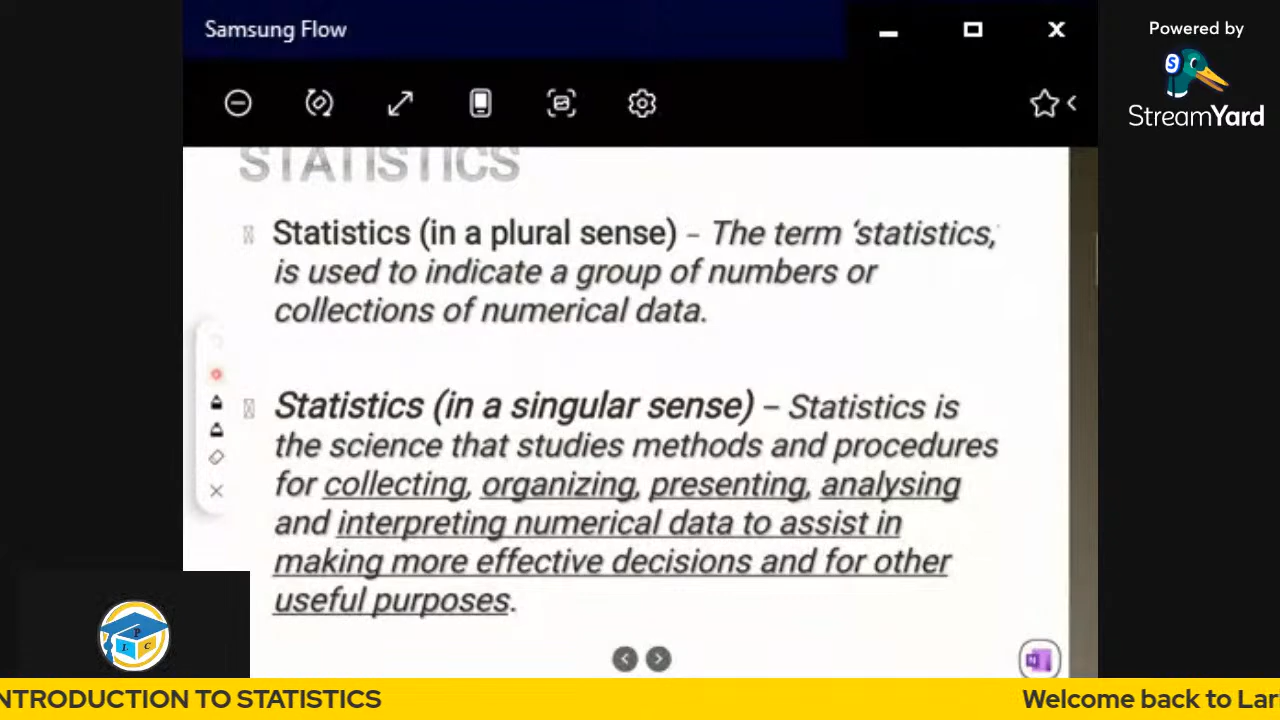 Samsung Flow
Powered by
StreamYard
STATISTICS
Statistics (in a plural sense) – The term ‘statistics,’
is used to indicate a group of numbers or
collections of numerical data.
Statistics (in a singular sense) – Statistics is
the science that studies methods and procedures
for collecting, organizing, presenting, analysing
and interpreting numerical data to assist in
making more effective decisions and for other
useful purposes.
P
L C
N
NTRODUCTION TO STATISTICS
Welcome back to Lar